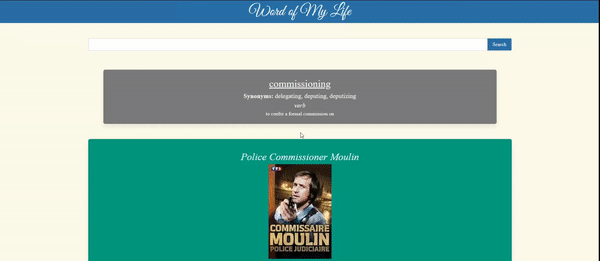 Word of My Life
Search
commissioning
Synonyms: delegating, deputing, deputizing
verb
to confer a formal commission on
Police Commissioner Moulin
TF1
COMMISSAIRE
MOULIN
POLICE JUDICIAIRE